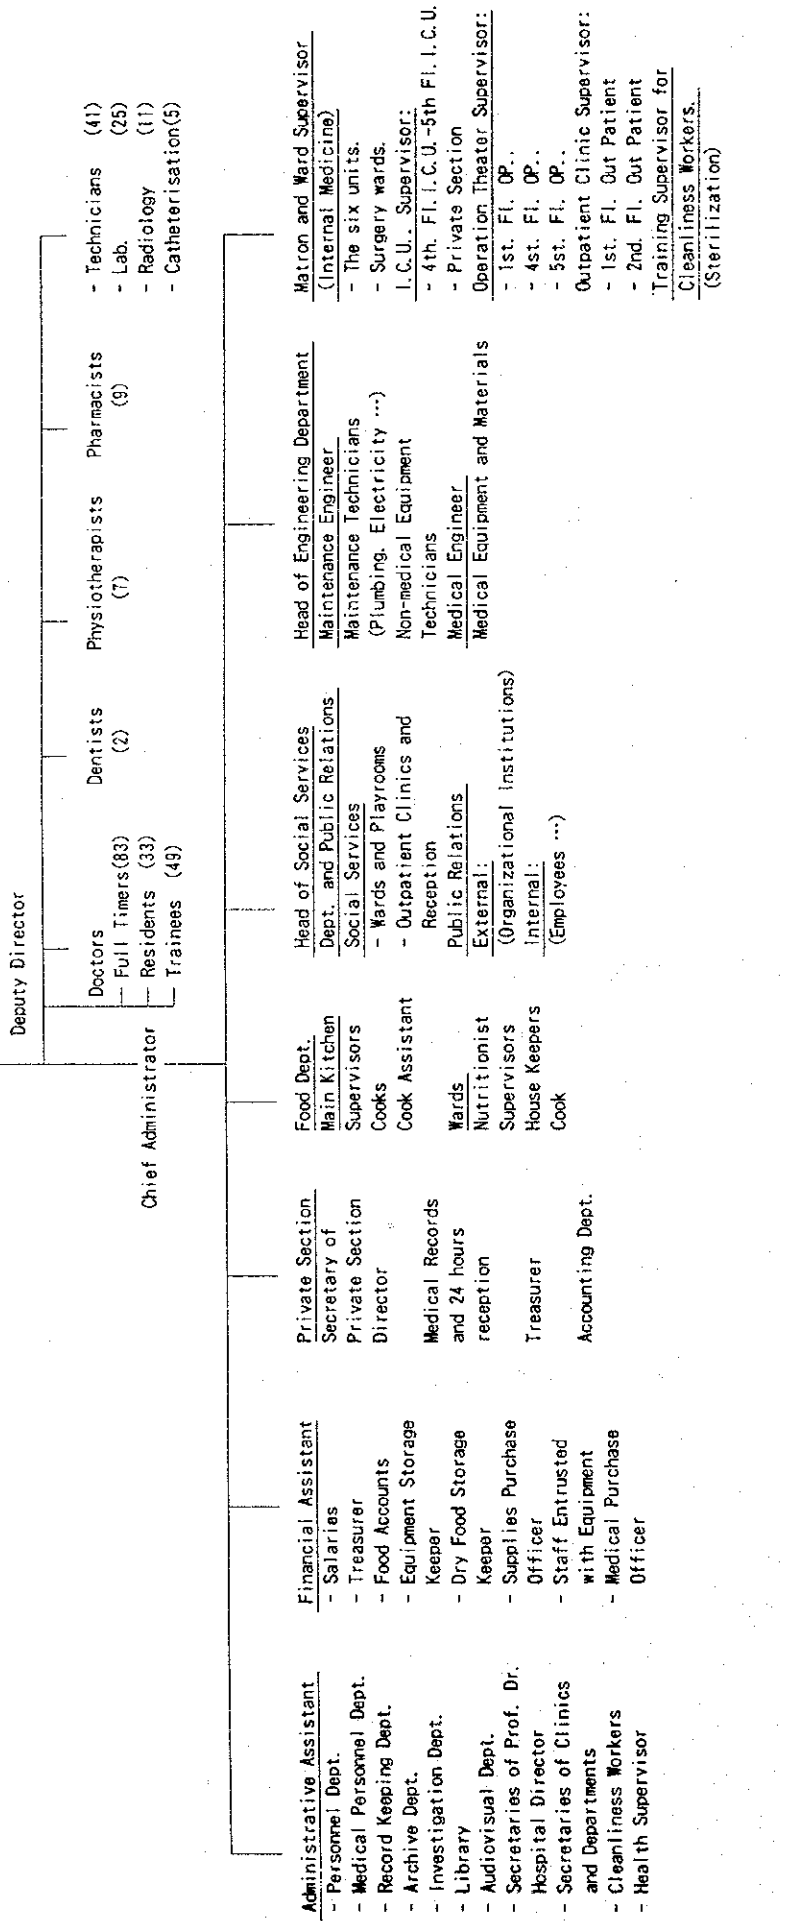 Deputy Director
Doctors
Full Timers(83)
Residents (33)
Trainees (49)
Dentists
(2)
Physiotherapists
(7)
Pharmacists
(9)
- Technicians (41)
- Lab. (25)
- Radiology (11)
- Catheterisation(5)
Chief Administrator
Administrative Assistant
- Personnel Dept.
- Medical Personnel Dept.
- Record Keeping Dept.
- Archive Dept.
- Investigation Dept.
- Library
- Audiovisual Dept.
- Secretaries of Prof. Dr.
Hospital Director
- Secretaries of Clinics
and Departments
- Cleanliness Workers
- Health Supervisor
Financial Assistant
- Salaries
- Treasurer
- Food Accounts
- Equipment Storage
Keeper
- Dry Food Storage
Keeper
- Supplies Purchase
Officer
- Staff Entrusted
with Equipment
- Medical Purchase
Officer
Private Section
Secretary of
Private Section
Director
Medical Records
and 24 hours
reception
Treasurer
Accounting Dept.
Food Dept.
Main Kitchen
Supervisors
Cooks
Cook Assistant
Wards
Nutritionist
Supervisors
House Keepers
Cook
Head of Social Services
Dept. and Public Relations
Social Services
- Wards and Playrooms
- Outpatient Clinics and
Reception
Public Relations
External:
(Organizational Institutions)
Internal:
(Employees ...)
Head of Engineering Department
Maintenance Engineer
Maintenance Technicians
(Plumbing, Electricity ...)
Non-medical Equipment
Technicians
Medical Engineer
Medical Equipment and Materials
Matron and Ward Supervisor
(Internal Medicine)
- The six units.
- Surgery wards.
I.C.U.. Supervisor:
- 4th. Fl. I.C.U.-5th Fl. I.C.U.
- Private Section
Operation Theater Supervisor:
- 1st. Fl. OP..
- 4st. Fl. OP..
- 5st. Fl. OP..
Outpatient Clinic Supervisor:
- 1st. Fl. Out Patient
- 2nd. Fl. Out Patient
Training Supervisor for
Cleanliness Workers.
(Sterilization)